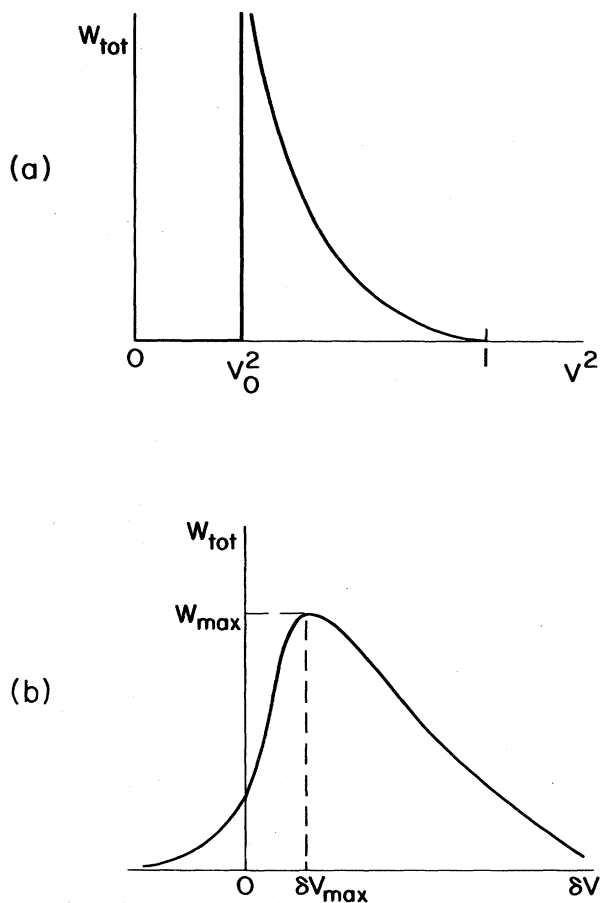 W_tot
(a)
0 V_0^2 1 V^2
W_tot
W_max
(b)
0 δV_max δV